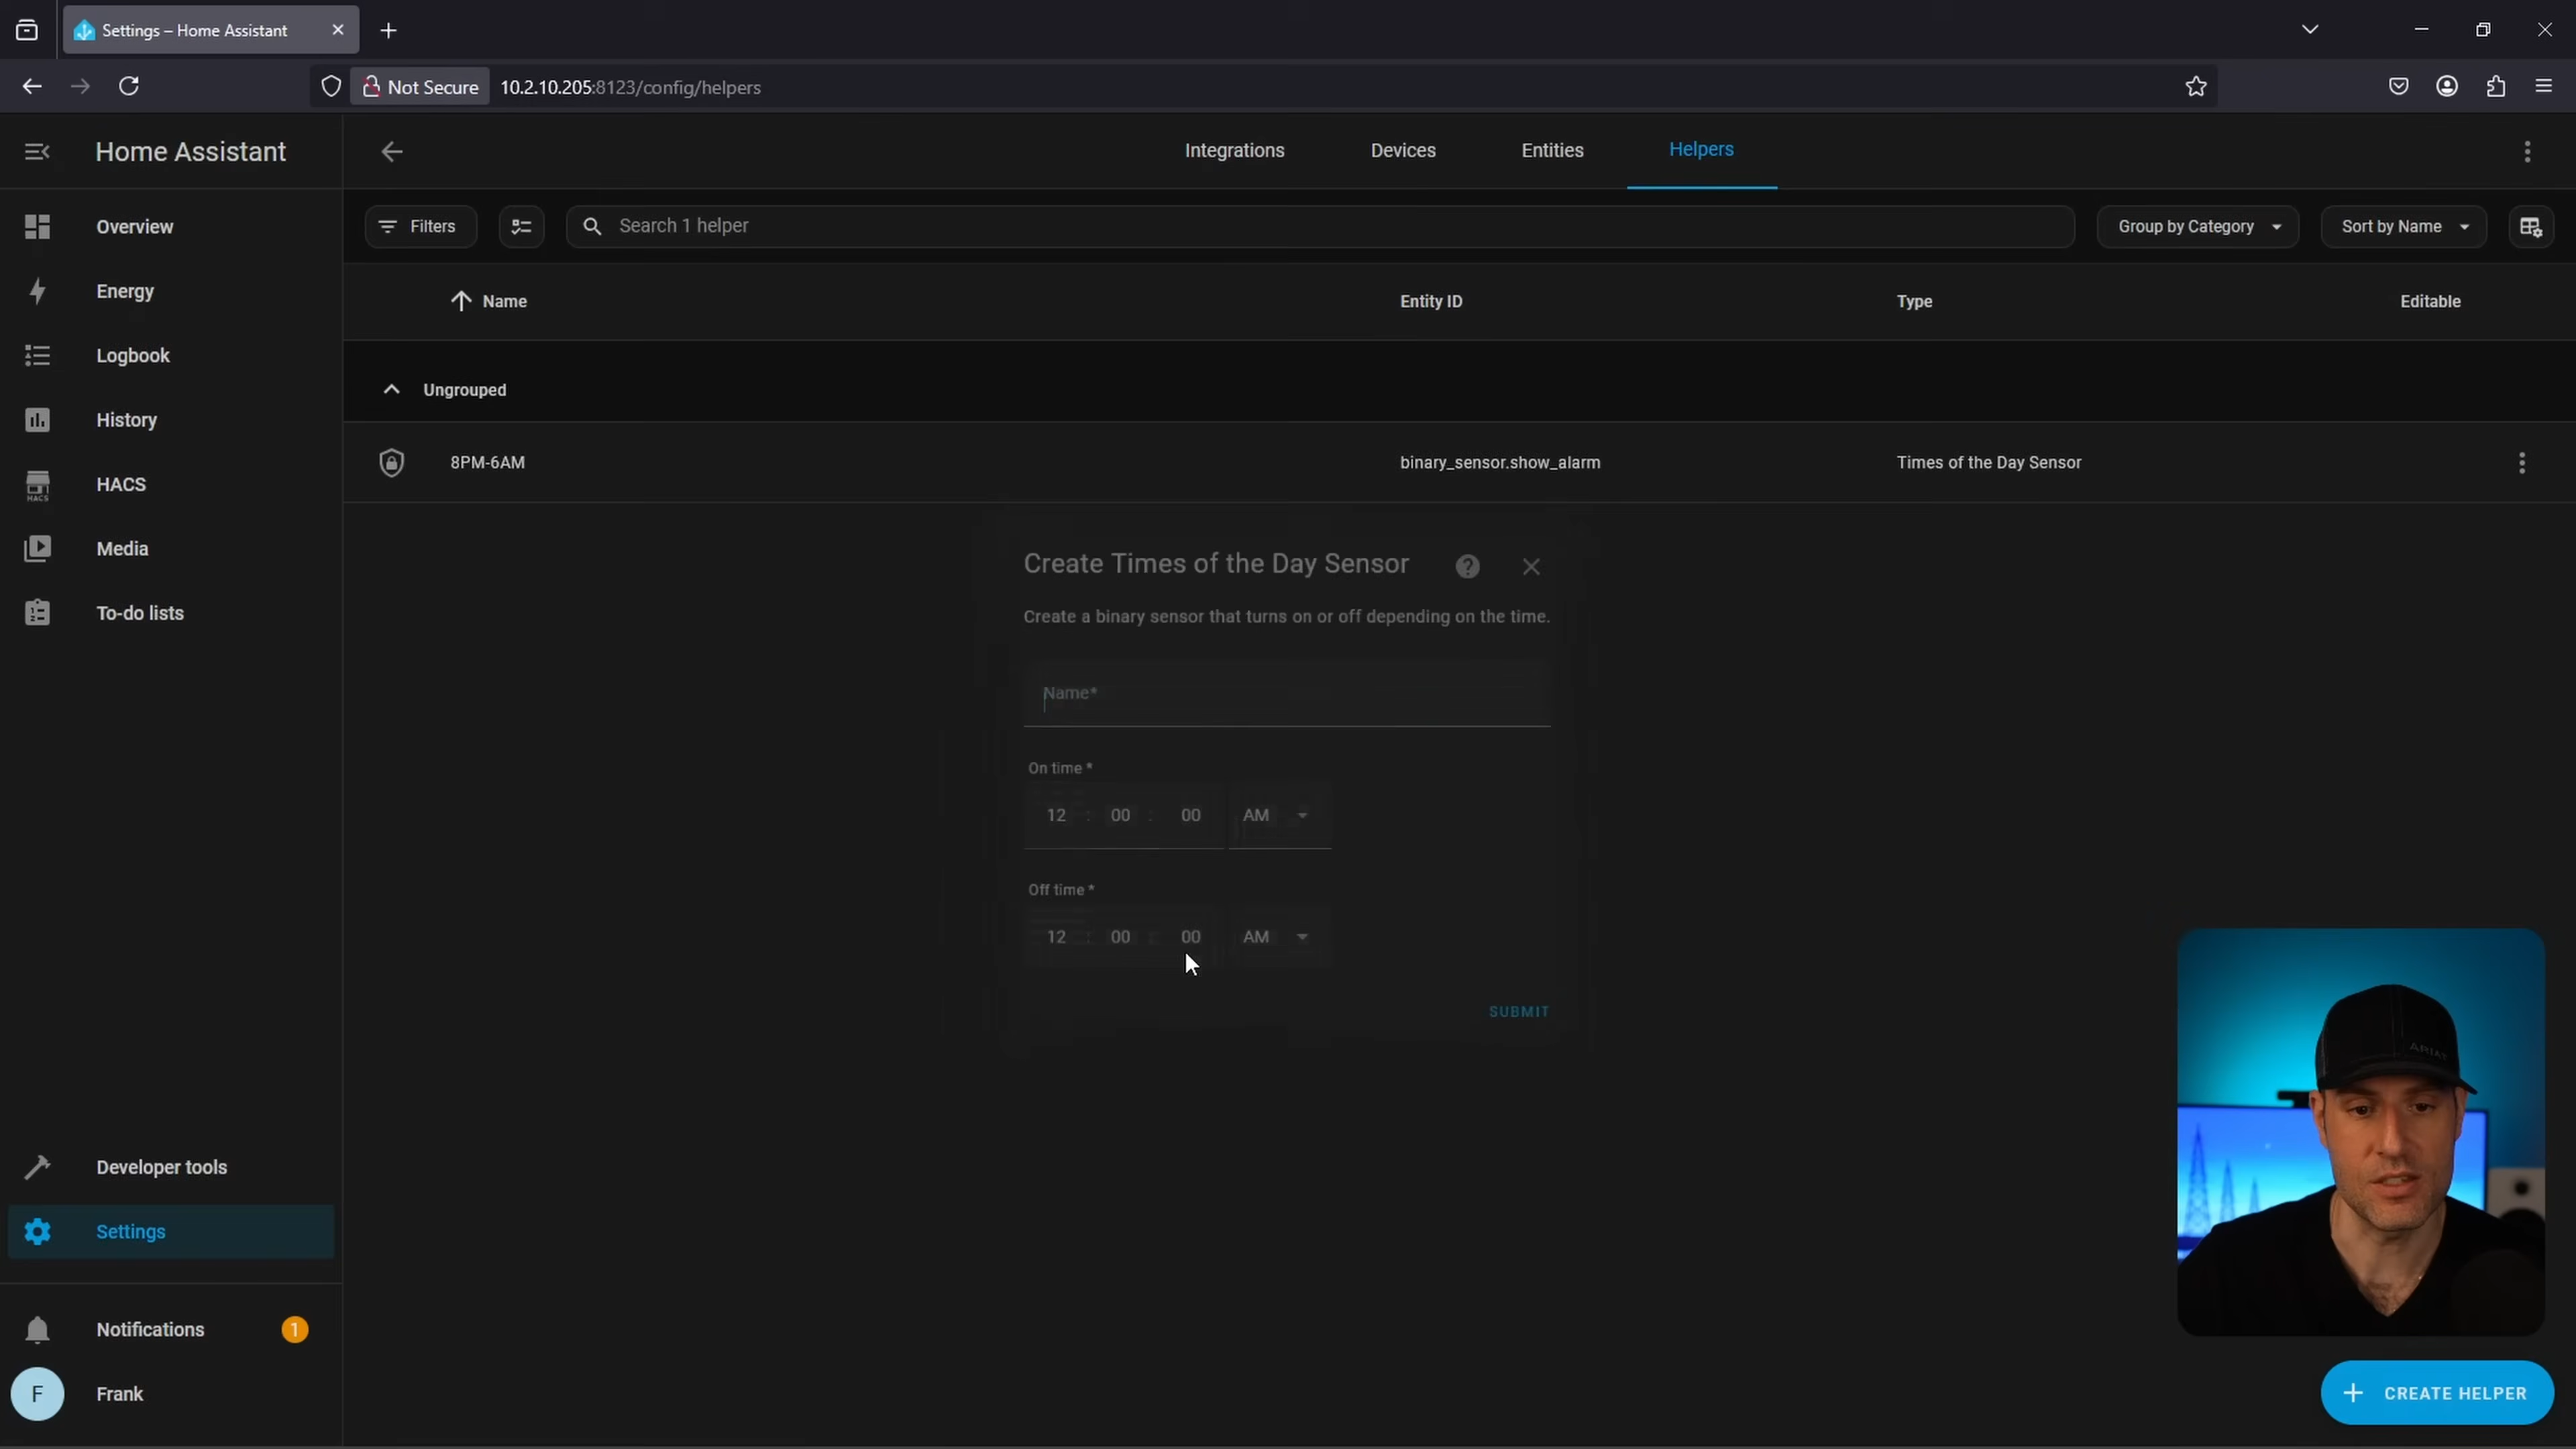 Settings – Home Assistant
Not Secure
10.2.10.205:8123/config/helpers
Home Assistant
Integrations
Devices
Entities
Helpers
Overview
Filters
Search 1 helper
Group by Category
Sort by Name
Energy
Name
Entity ID
Type
Editable
Logbook
Ungrouped
History
8PM-6AM
binary_sensor.show_alarm
Times of the Day Sensor
HACS
HACS
Media
Create Times of the Day Sensor
To-do lists
Create a binary sensor that turns on or off depending on the time.
Name*
On time *
12 : 00 : 00 AM
Off time *
12 : 00 : 00 AM
SUBMIT
ARIAT
Developer tools
Settings
Notifications
1
F
Frank
CREATE HELPER